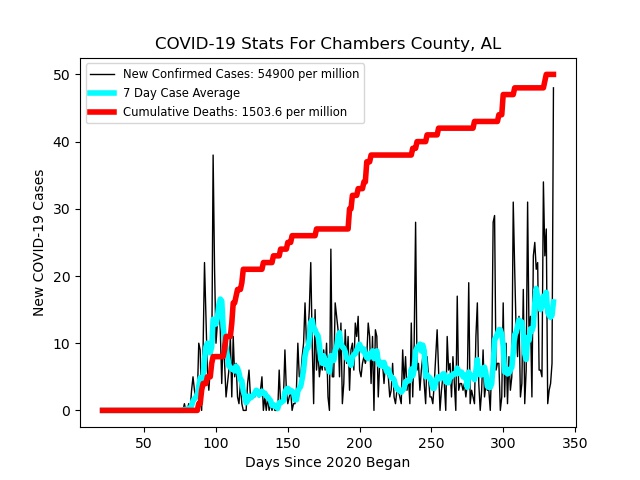 COVID-19 Stats For Chambers County, AL
New Confirmed Cases: 54900 per million
7 Day Case Average
Cumulative Deaths: 1503.6 per million
New COVID-19 Cases
50
40
30
20
10
0
50 100 150 200 250 300 350
Days Since 2020 Began